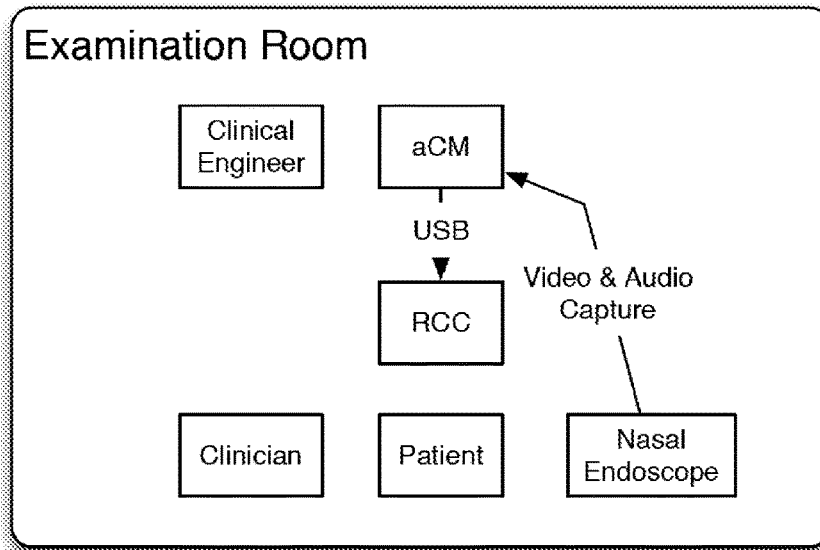 Examination Room
Clinical
Engineer
aCM
USB
RCC
Video & Audio
Capture
Clinician
Patient
Nasal
Endoscope